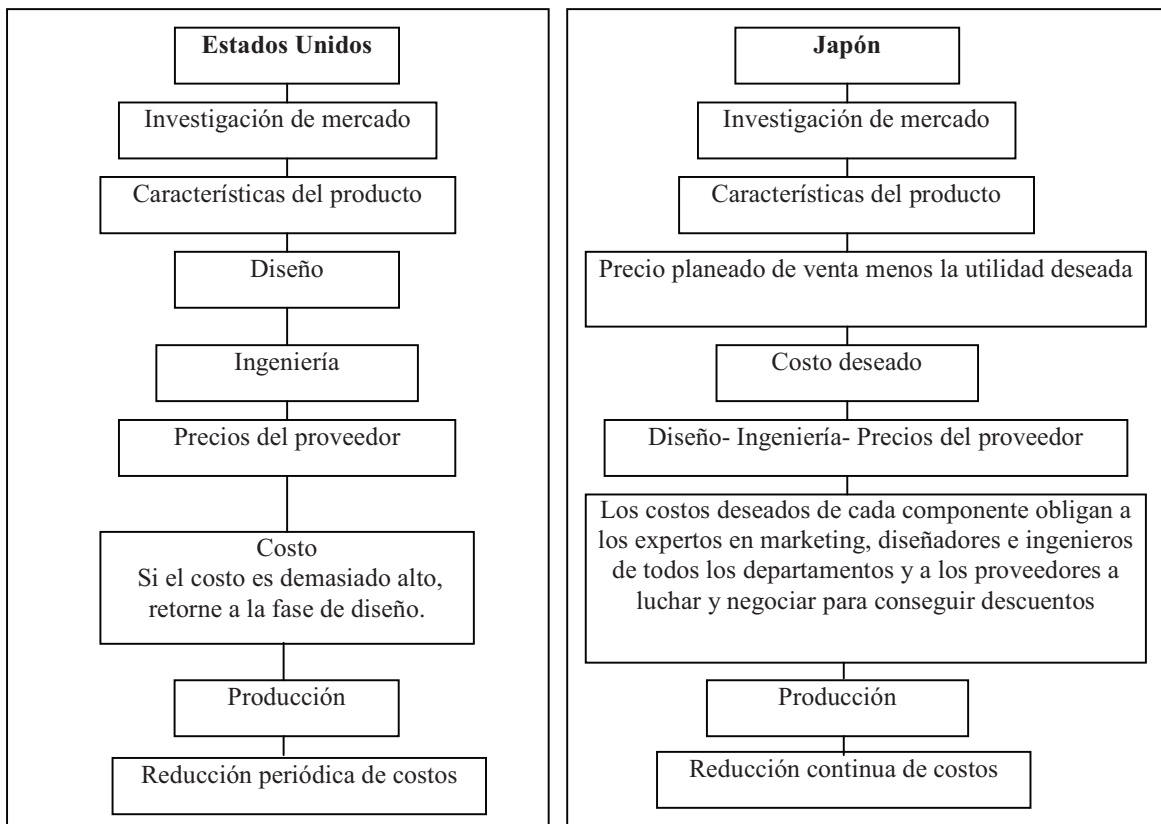 Estados Unidos
Investigación de mercado
Características del producto
Diseño
Ingeniería
Precios del proveedor
Costo
Si el costo es demasiado alto,
retorne a la fase de diseño.
Producción
Reducción periódica de costos
Japón
Investigación de mercado
Características del producto
Precio planeado de venta menos la utilidad deseada
Costo deseado
Diseño- Ingeniería- Precios del proveedor
Los costos deseados de cada componente obligan a
los expertos en marketing, diseñadores e ingenieros
de todos los departamentos y a los proveedores a
luchar y negociar para conseguir descuentos
Producción
Reducción continua de costos